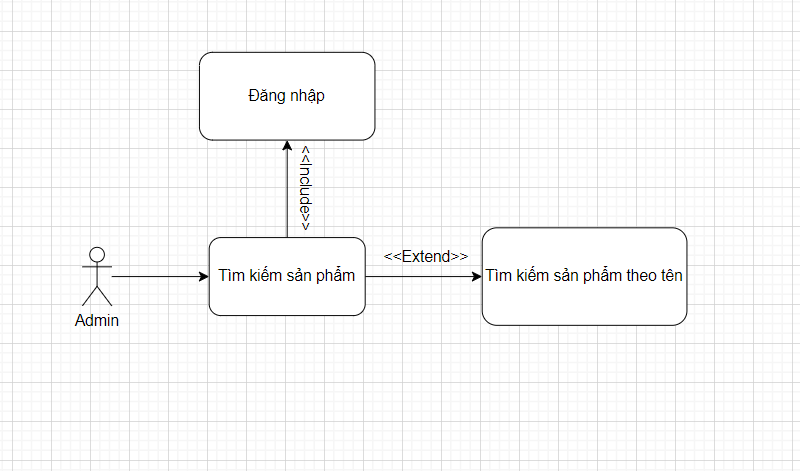 Đăng nhập
<<Include>>
Tìm kiếm sản phẩm
<<Extend>>
Tìm kiếm sản phẩm theo tên
Admin